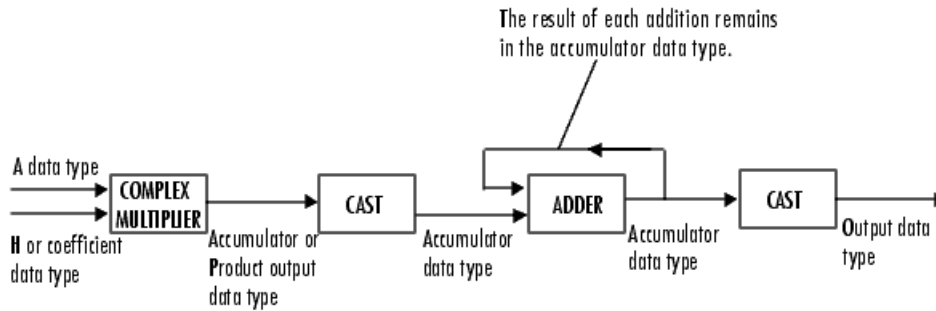 The result of each addition remains
in the accumulator data type.
A data type
COMPLEX
MULTIPLIER
CAST
ADDER
CAST
H or coefficient
data type
Accumulator or
Product output
data type
Accumulator
data type
Accumulator
data type
Output data
type